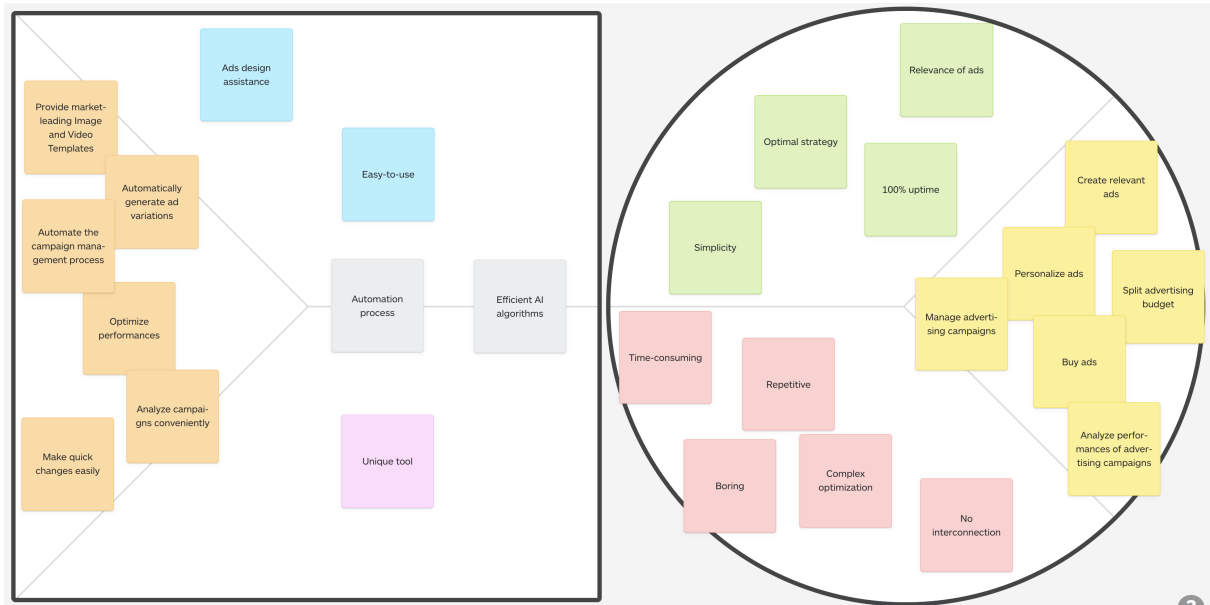 Ads design
assistance
Provide market-
leading Image
and Video
Templates
Automatically
generate ad
variations
Automate the
campaign mana-
gement process
Optimize
performances
Analyze campai-
gns conveniently
Make quick
changes easily
Easy-to-use
Automation
process
Efficient AI
algorithms
Unique tool
Relevance of ads
Optimal strategy
100% uptime
Simplicity
Time-consuming
Repetitive
Boring
Complex
optimization
No
interconnection
Create relevant
ads
Personalize ads
Split advertising
budget
Manage adverti-
sing campaigns
Buy ads
Analyze perfor-
mances of adver-
tising campaigns